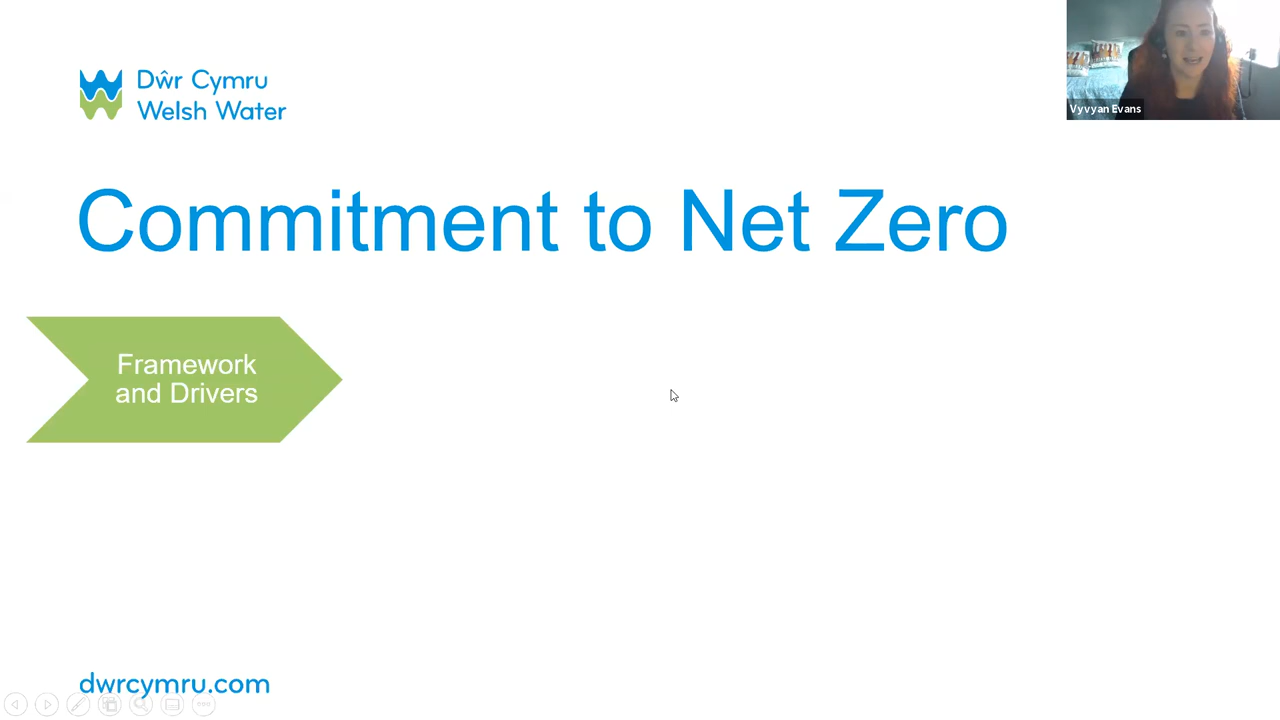 Dŵr Cymru
Welsh Water
Vyvyan Evans
Commitment to Net Zero
Framework
and Drivers
dwrcymru.com